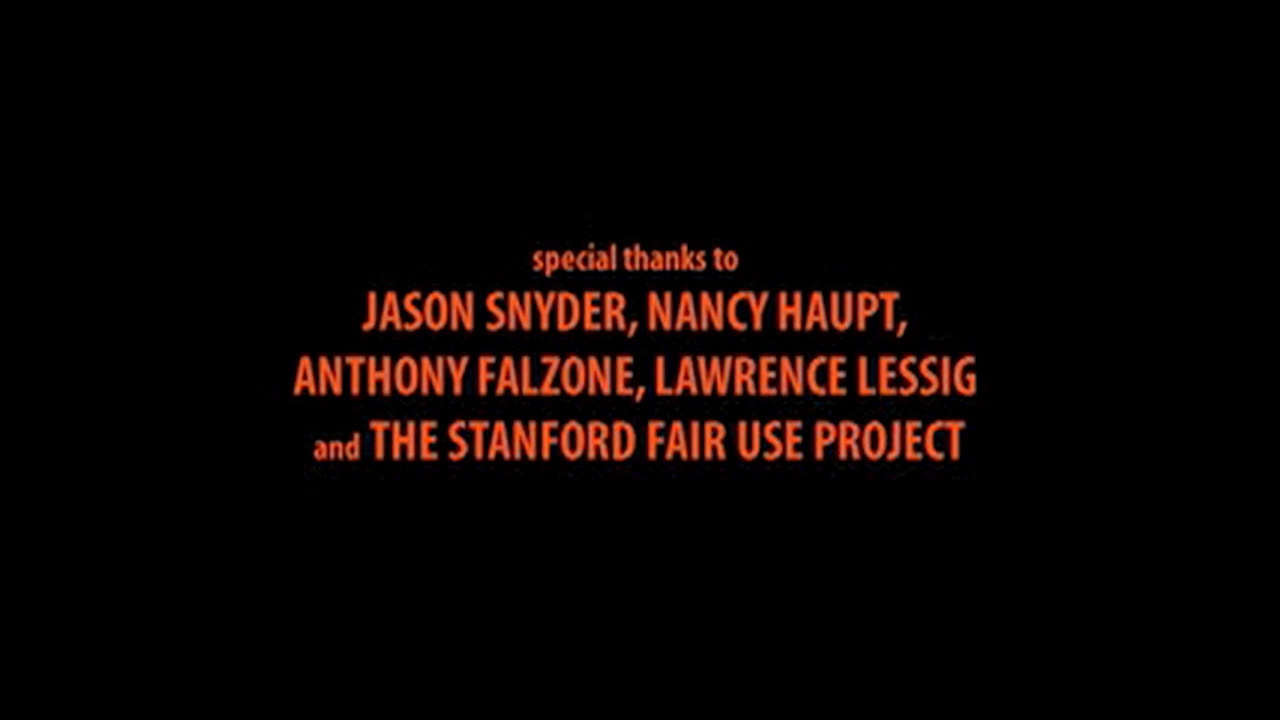 special thanks to
JASON SNYDER, NANCY HAUPT,
ANTHONY FALZONE, LAWRENCE LESSIG
and THE STANFORD FAIR USE PROJECT